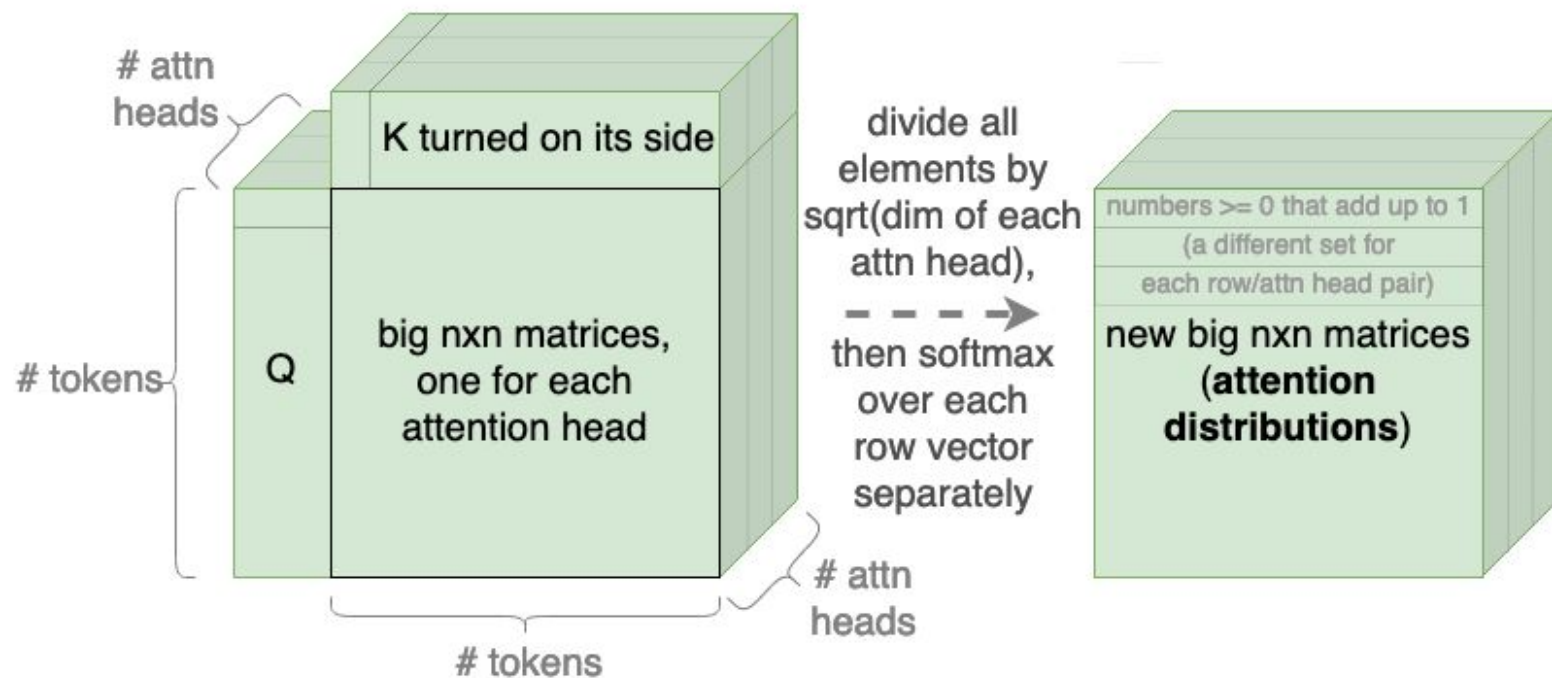 # attn
heads
K turned on its side
# tokens
Q
big nxn matrices,
one for each
attention head
# attn
heads
# tokens
divide all
elements by
sqrt(dim of each
attn head),
then softmax
over each
row vector
separately
numbers >= 0 that add up to 1
(a different set for
each row/attn head pair)
new big nxn matrices
(attention
distributions)